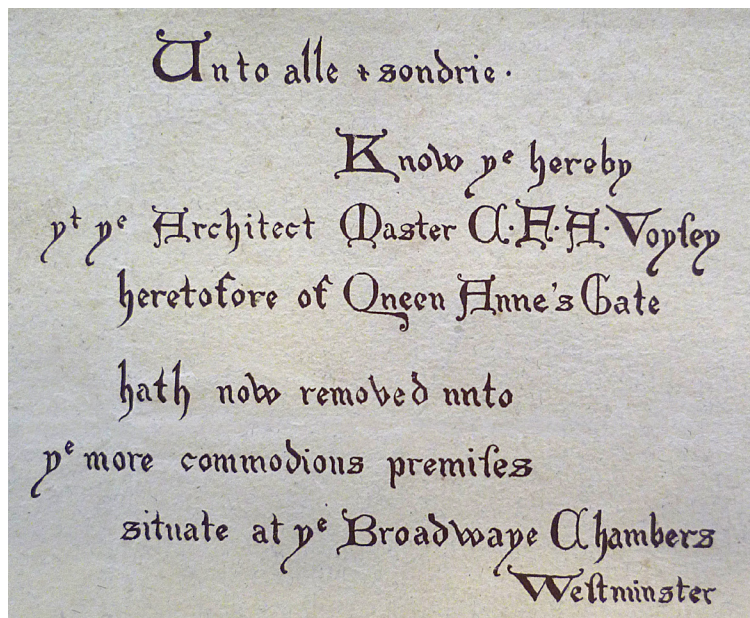 Unto alle & sondrie.
Know ye hereby
yt ye Architect Master C. F. A. Voyſey
heretofore of Queen Anne's Gate
hath now removed unto
ye more commodious premiſes
situate at ye Broadwaye Chambers
Weſtminster